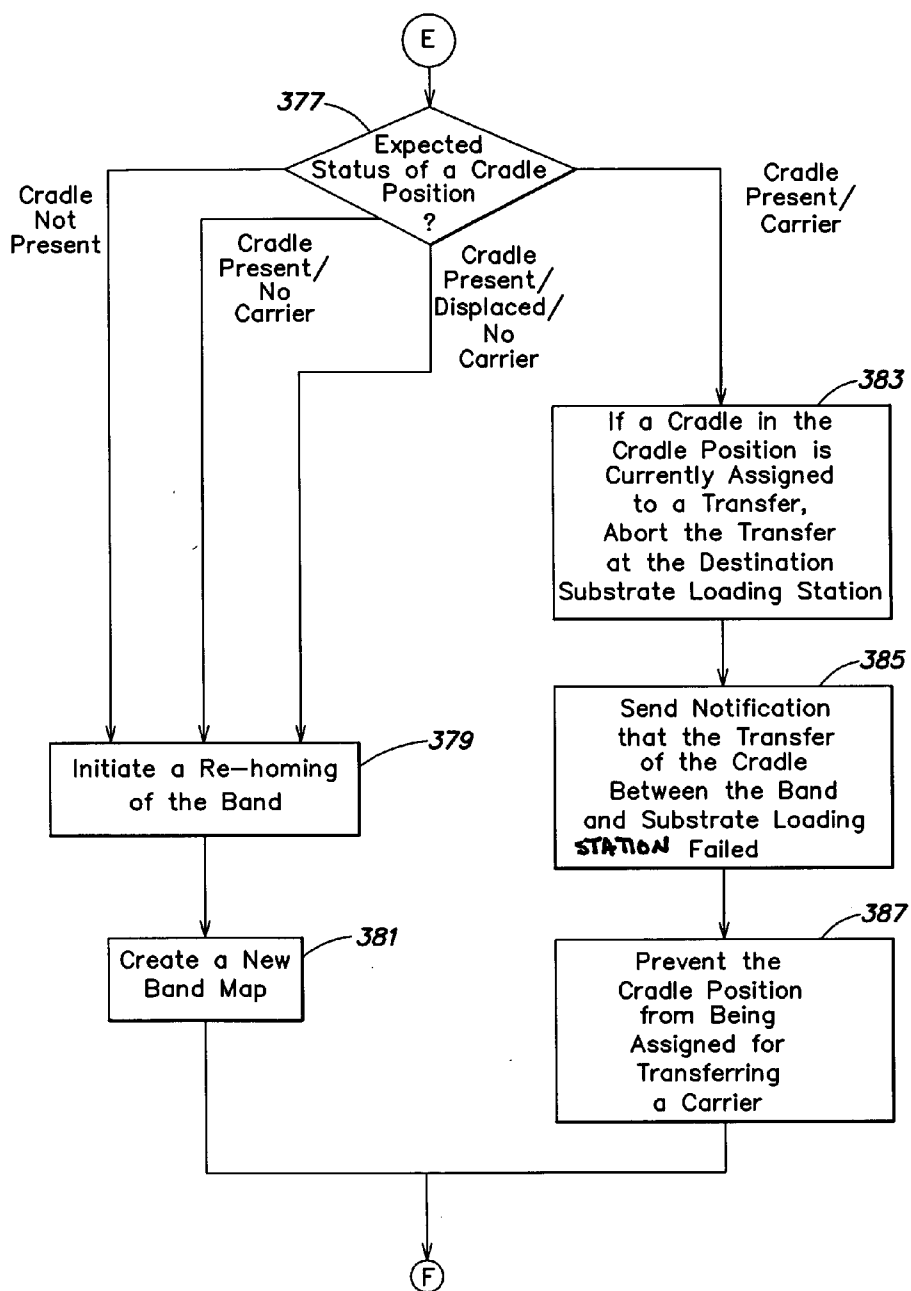 E
377
Expected
Status of a Cradle
Position
?
Cradle
Not
Present
Cradle
Present/
No
Carrier
Cradle
Present/
Displaced/
No
Carrier
Cradle
Present/
Carrier
383
If a Cradle in the
Cradle Position is
Currently Assigned
to a Transfer,
Abort the Transfer
at the Destination
Substrate Loading Station
385
Send Notification
that the Transfer
of the Cradle
Between the Band
and Substrate Loading
STATION Failed
379
Initiate a Re-homing
of the Band
381
Create a New
Band Map
387
Prevent the
Cradle Position
from Being
Assigned for
Transferring
a Carrier
F